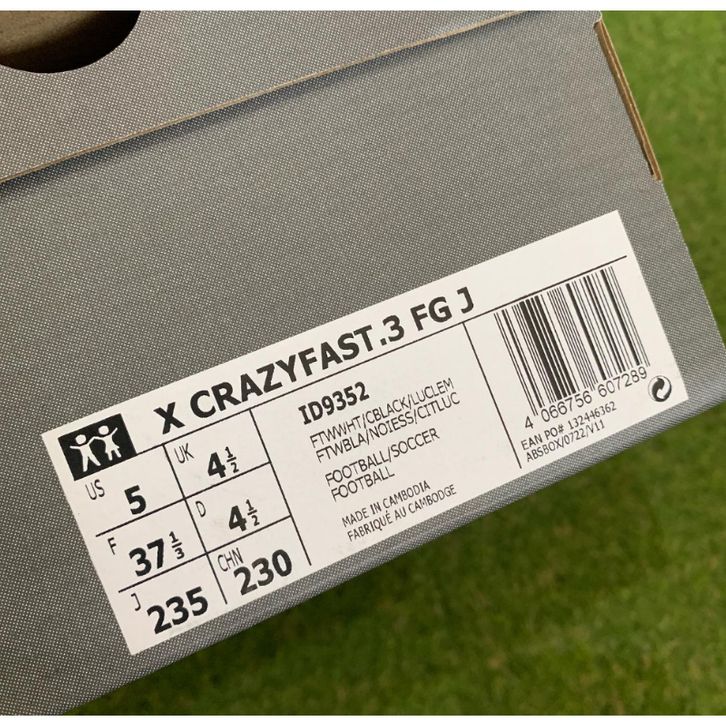 X CRAZYFAST.3 FG J
US 5
UK 4½
F 37⅓
D 4½
J 235
CHN 230
ID9352
FTWWHT/CBLACK/LUCLEM
FTWBLA/NOIESS/CITLUC
FOOTBALL/SOCCER
FOOTBALL
MADE IN CAMBODIA
FABRIQUÉ AU CAMBODGE
4 066756 607289
EAN PO# 132446362
ABSBOX/0722/V11